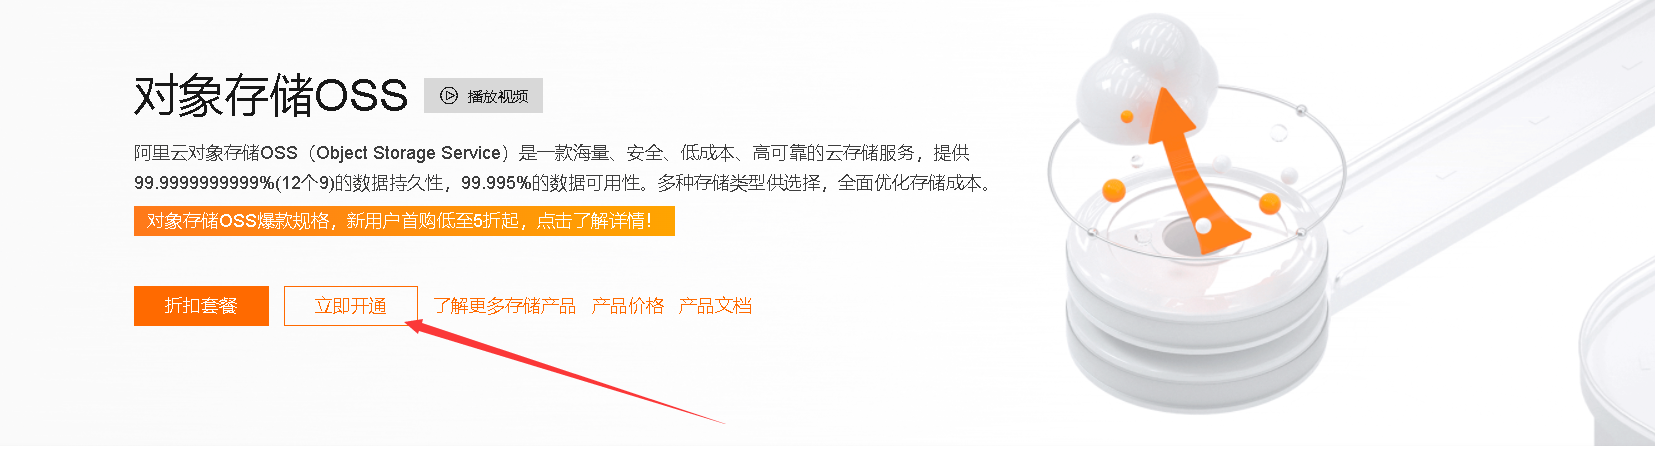 对象存储OSS 播放视频
阿里云对象存储OSS（Object Storage Service）是一款海量、安全、低成本、高可靠的云存储服务，提供
99.9999999999%(12个9)的数据持久性，99.995%的数据可用性。多种存储类型供选择，全面优化存储成本。
对象存储OSS爆款规格，新用户首购低至5折起，点击了解详情！
折扣套餐 立即开通 了解更多存储产品 产品价格 产品文档